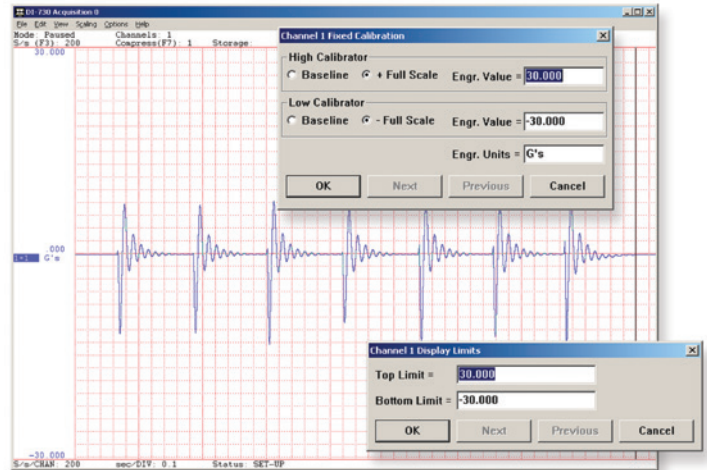 DI-730 Acquisition 0
File Edit View Scaling Options Help
Mode: Paused Channels: 1
S/s (F3): 200 Compress(F7): 1 Storage:
30.000
.000
1-1 G's
-30.000
S/s/CHAN: 200 sec/DIV: 0.1 Status: SET-UP
Channel 1 Fixed Calibration
High Calibrator
Baseline + Full Scale Engr. Value = 30.000
Low Calibrator
Baseline - Full Scale Engr. Value = -30.000
Engr. Units = G's
OK Next Previous Cancel
Channel 1 Display Limits
Top Limit = 30.000
Bottom Limit = -30.000
OK Next Previous Cancel